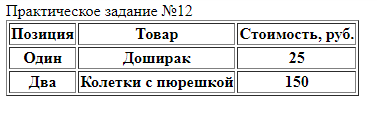 Практическое задание №12
Позиция Товар Стоимость, руб.
Один Доширак 25
Два Колетки с пюрешкой 150